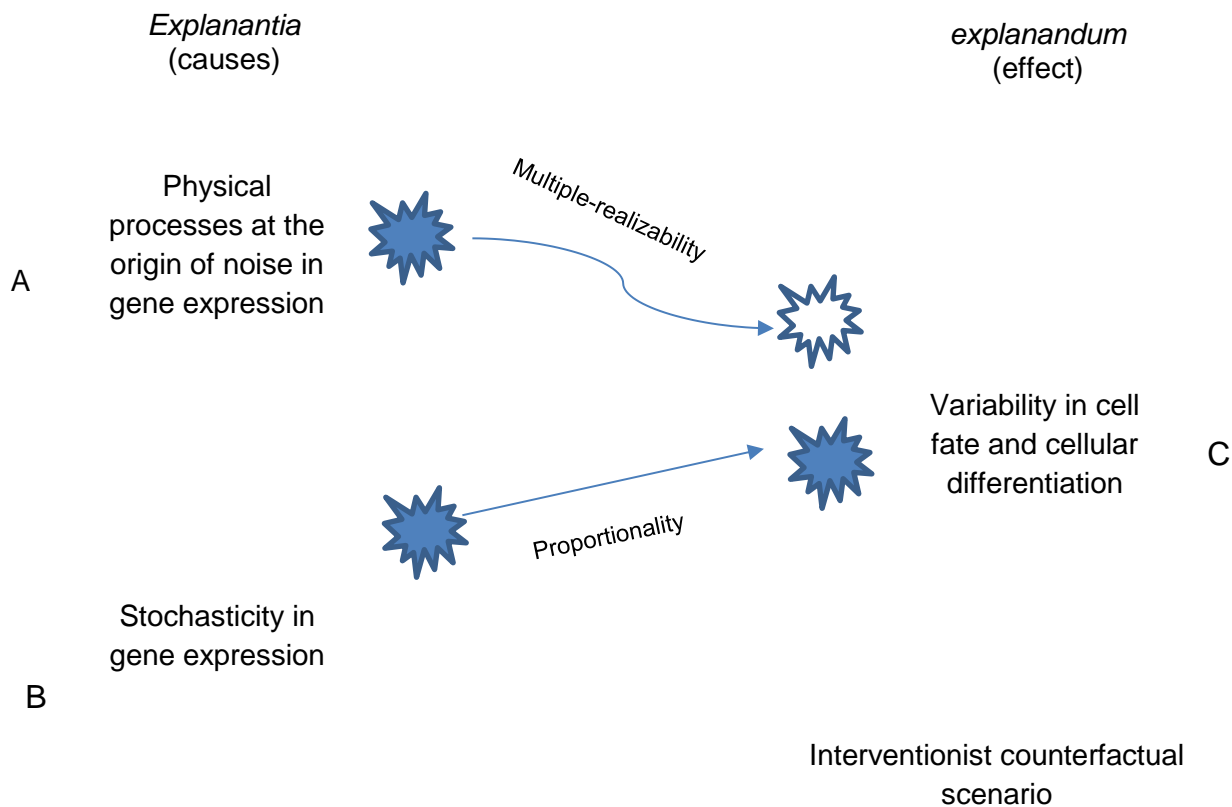 Explanantia
(causes)
explanandum
(effect)
Physical
processes at the
origin of noise in
gene expression
A
Multiple-realizability
Variability in cell
fate and cellular
differentiation
C
Proportionality
Stochasticity in
gene expression
B
Interventionist counterfactual
scenario